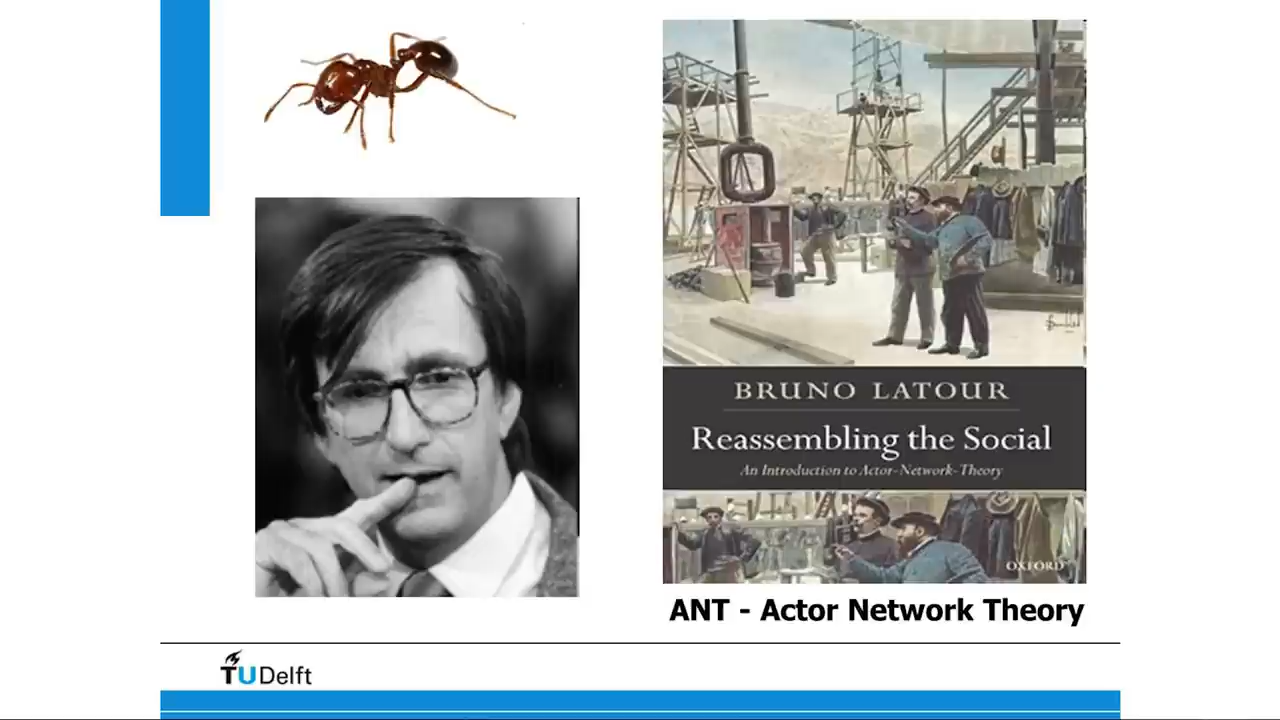 BRUNO LATOUR
Reassembling the Social
An Introduction to Actor-Network-Theory
OXFORD
ANT - Actor Network Theory
TUDelft